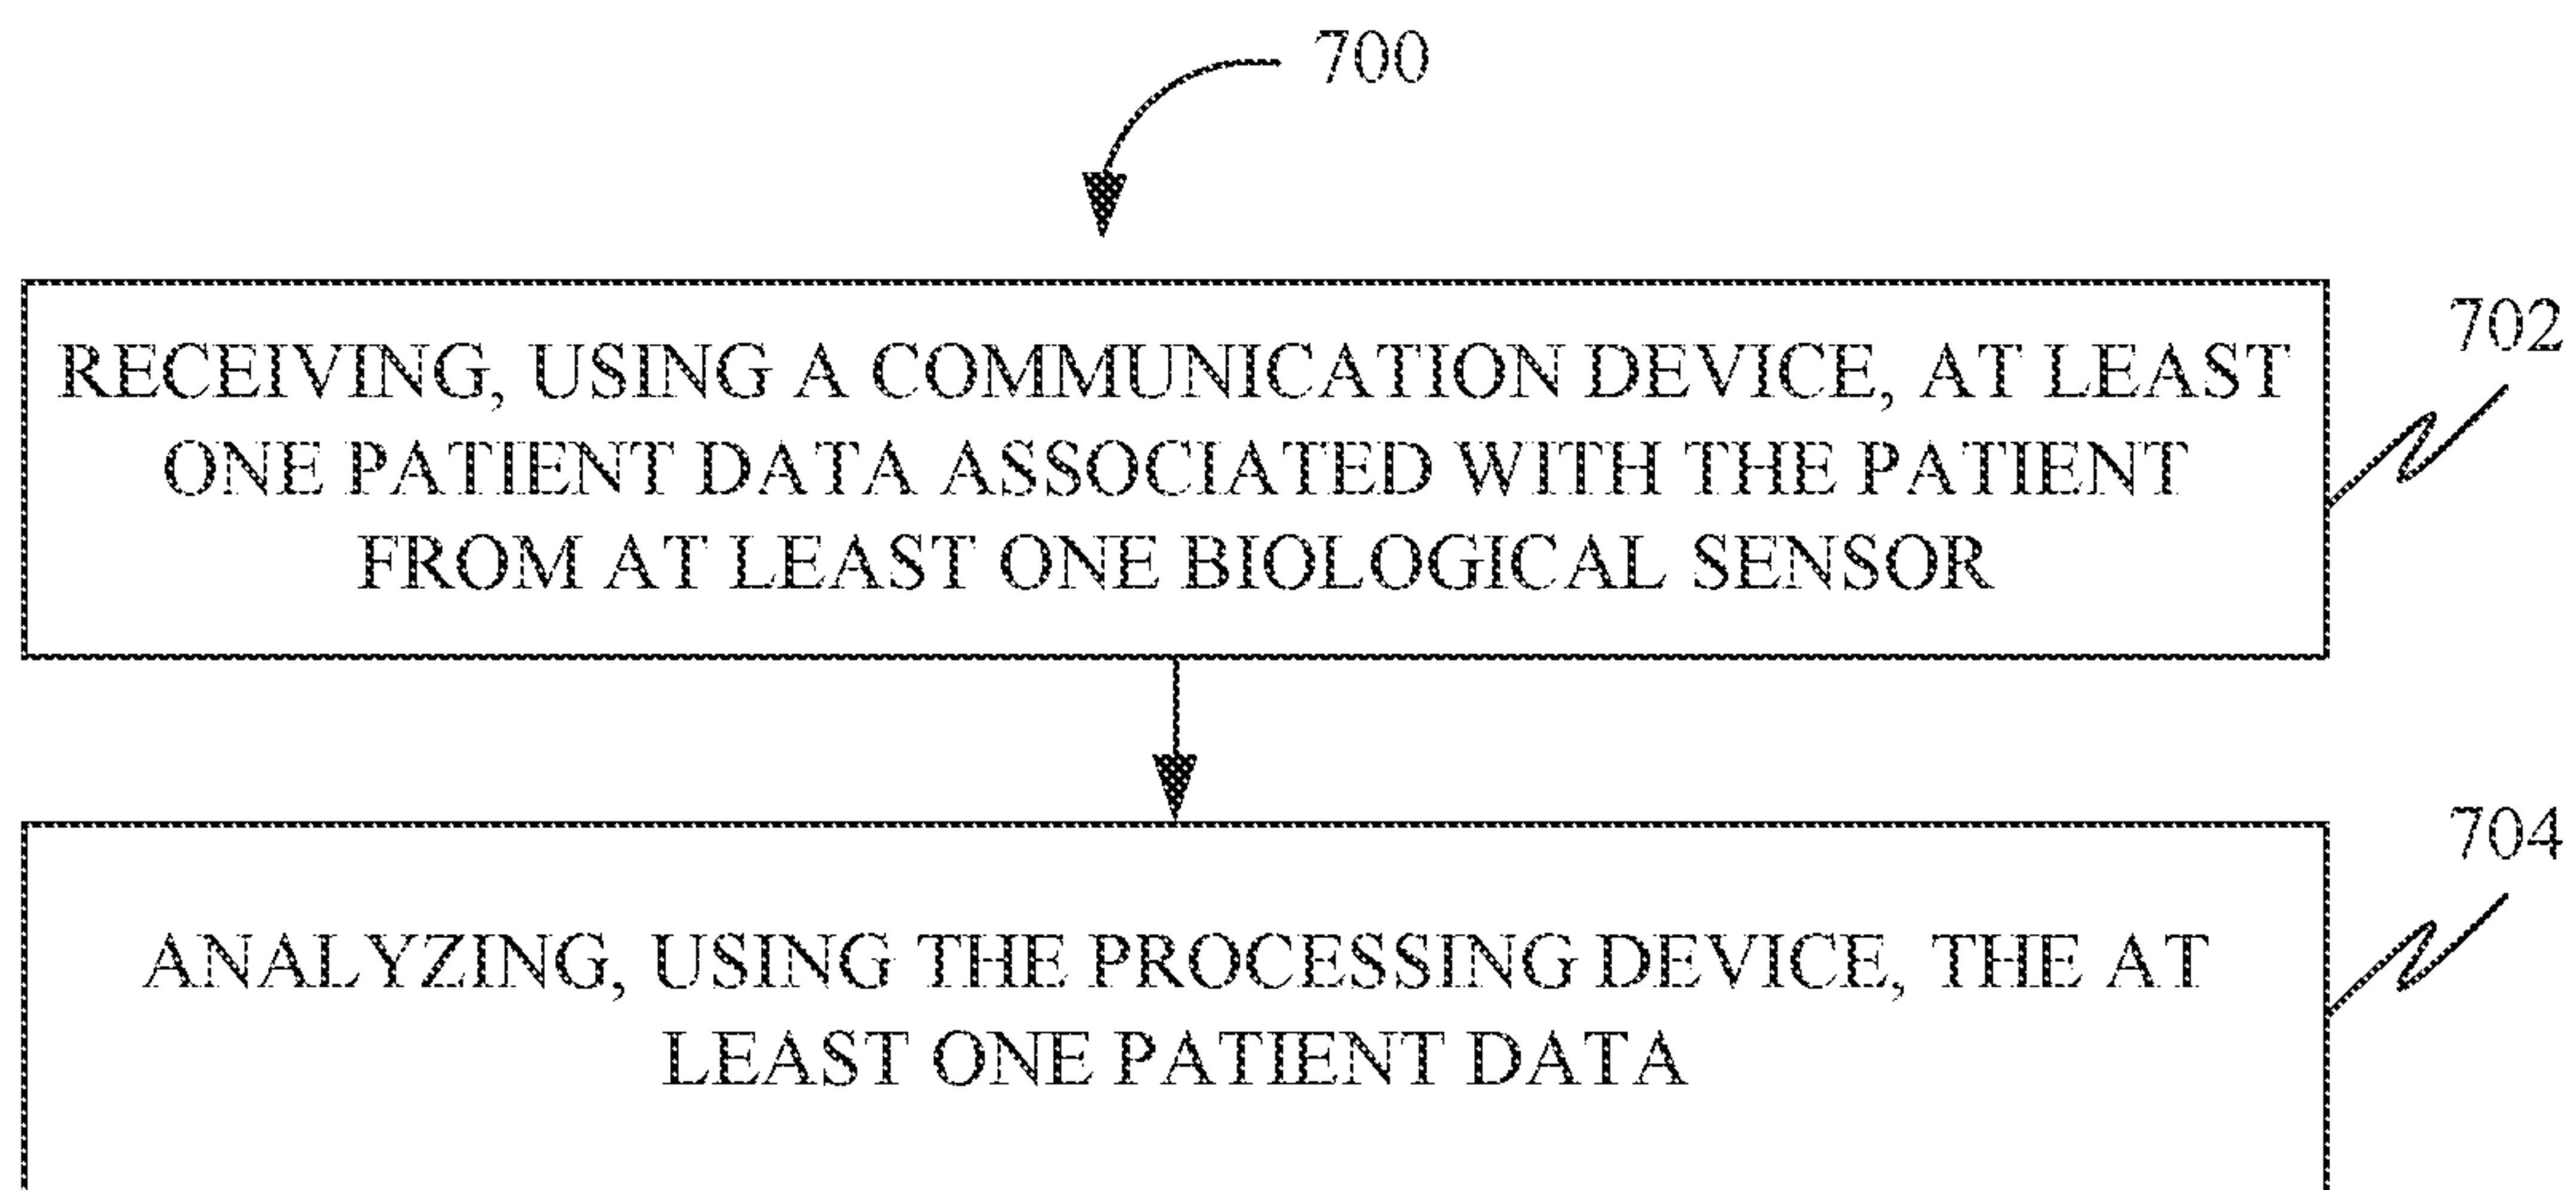 700
702
RECEIVING, USING A COMMUNICATION DEVICE, AT LEAST
ONE PATIENT DATA ASSOCIATED WITH THE PATIENT
FROM AT LEAST ONE BIOLOGICAL SENSOR
704
ANALYZING, USING THE PROCESSING DEVICE, THE AT
LEAST ONE PATIENT DATA